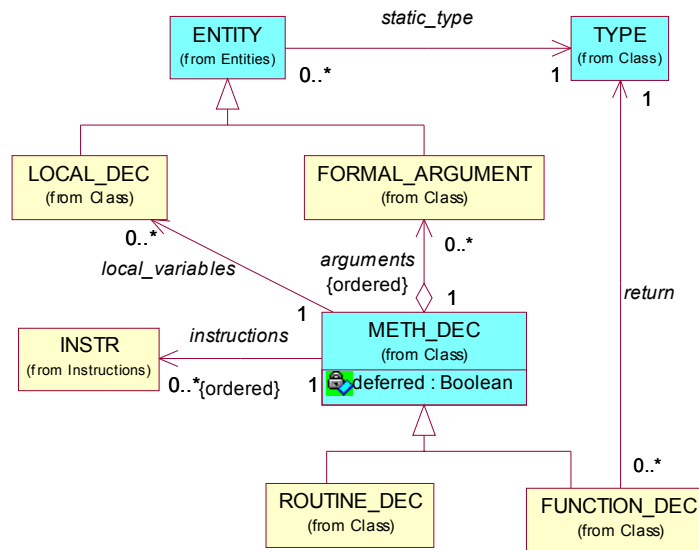 static_type
ENTITY
(from Entities)
TYPE
(from Class)
0..*
1
1
LOCAL_DEC
(from Class)
FORMAL_ARGUMENT
(from Class)
0..*
0..*
local_variables
arguments
{ordered}
return
1
1
INSTR
(from Instructions)
instructions
METH_DEC
(from Class)
0..*
{ordered}
1
deferred : Boolean
0..*
ROUTINE_DEC
(from Class)
FUNCTION_DEC
(from Class)